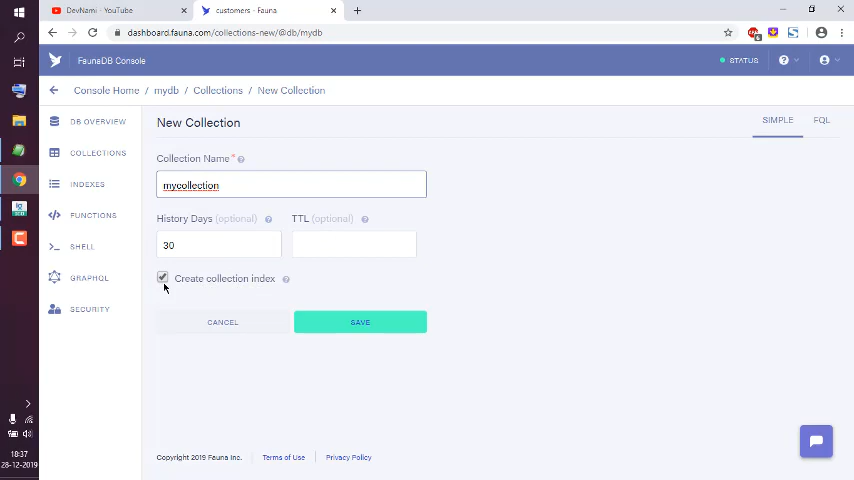 DevNami - YouTube
customers - Fauna
dashboard.fauna.com/collections-new/@db/mydb
FaunaDB Console
STATUS
Console Home / mydb / Collections / New Collection
DB OVERVIEW
COLLECTIONS
INDEXES
FUNCTIONS
SHELL
GRAPHQL
SECURITY
New Collection
SIMPLE
FQL
Collection Name*
mycollection
History Days (optional)
TTL (optional)
30
Create collection index
CANCEL
SAVE
Copyright 2019 Fauna Inc.
Terms of Use
Privacy Policy
18:37
28-12-2019